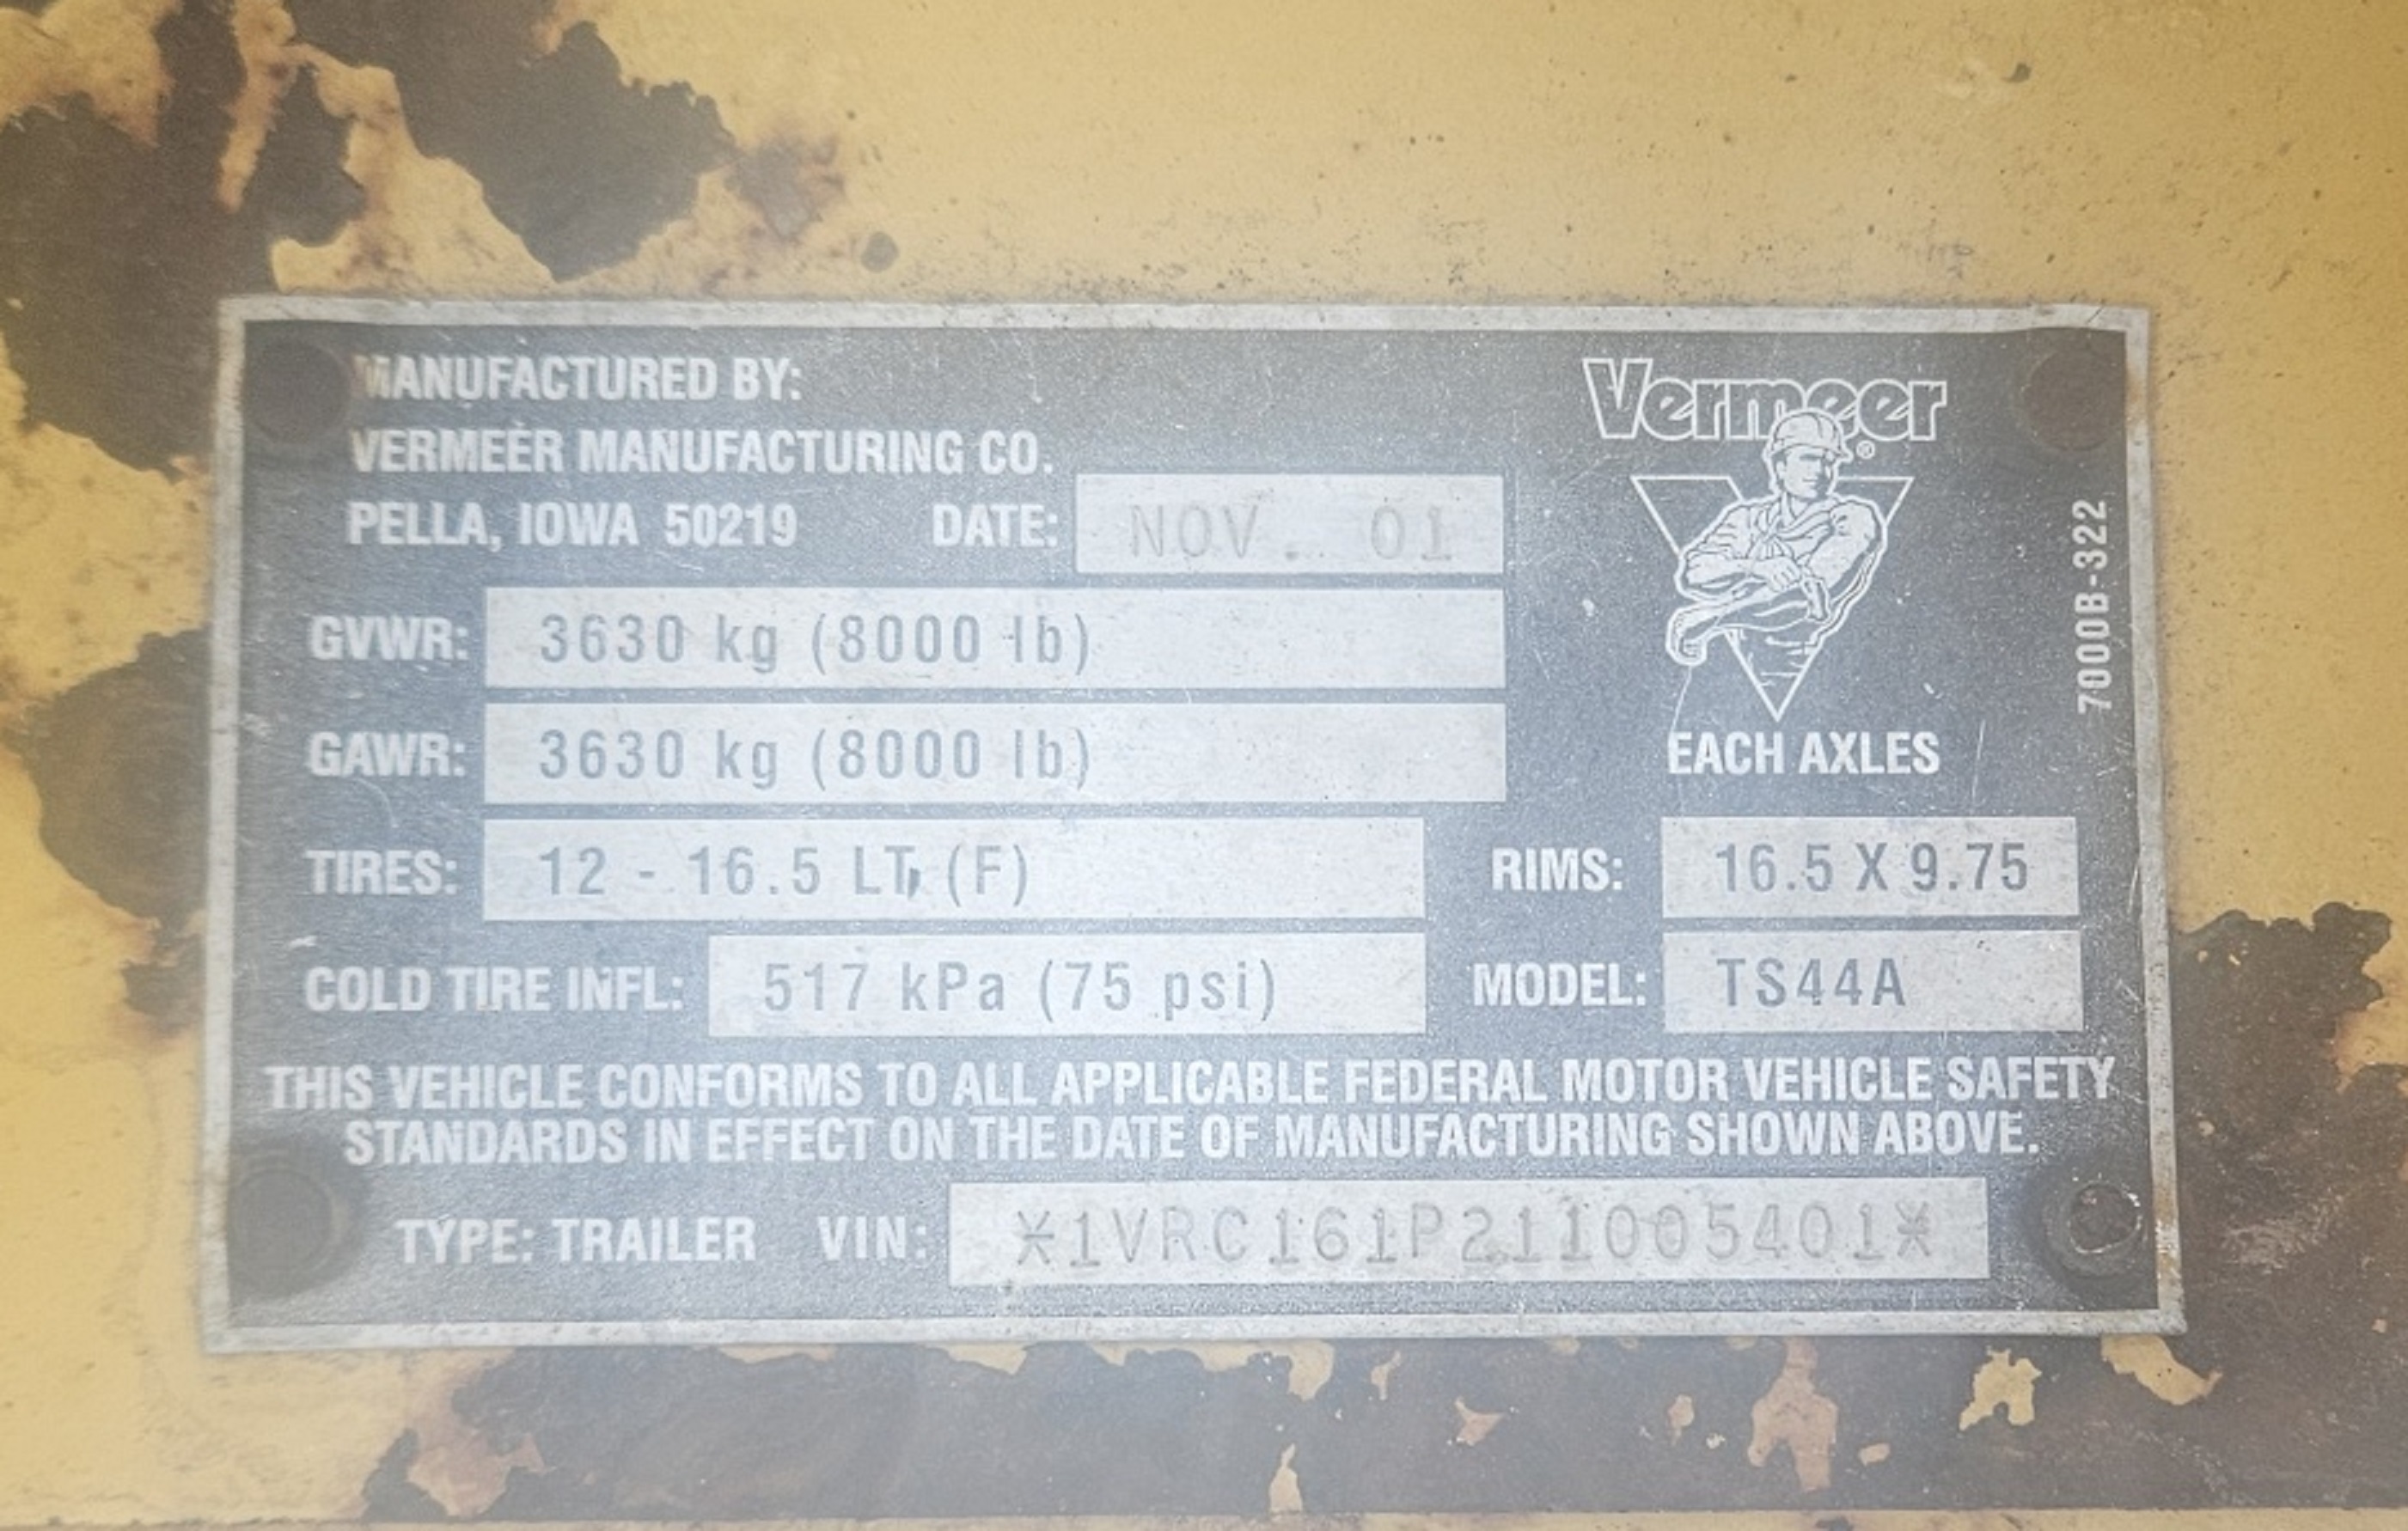 MANUFACTURED BY:
VERMEER MANUFACTURING CO.
PELLA, IOWA 50219 DATE: NOV. 01
Vermeer®
7000B-322
GVWR: 3630 kg (8000 lb)
GAWR: 3630 kg (8000 lb) EACH AXLES
TIRES: 12 - 16.5 LT (F) RIMS: 16.5 X 9.75
COLD TIRE INFL: 517 kPa (75 psi) MODEL: TS44A
THIS VEHICLE CONFORMS TO ALL APPLICABLE FEDERAL MOTOR VEHICLE SAFETY
STANDARDS IN EFFECT ON THE DATE OF MANUFACTURING SHOWN ABOVE.
TYPE: TRAILER VIN: *1VRC161P211005401*